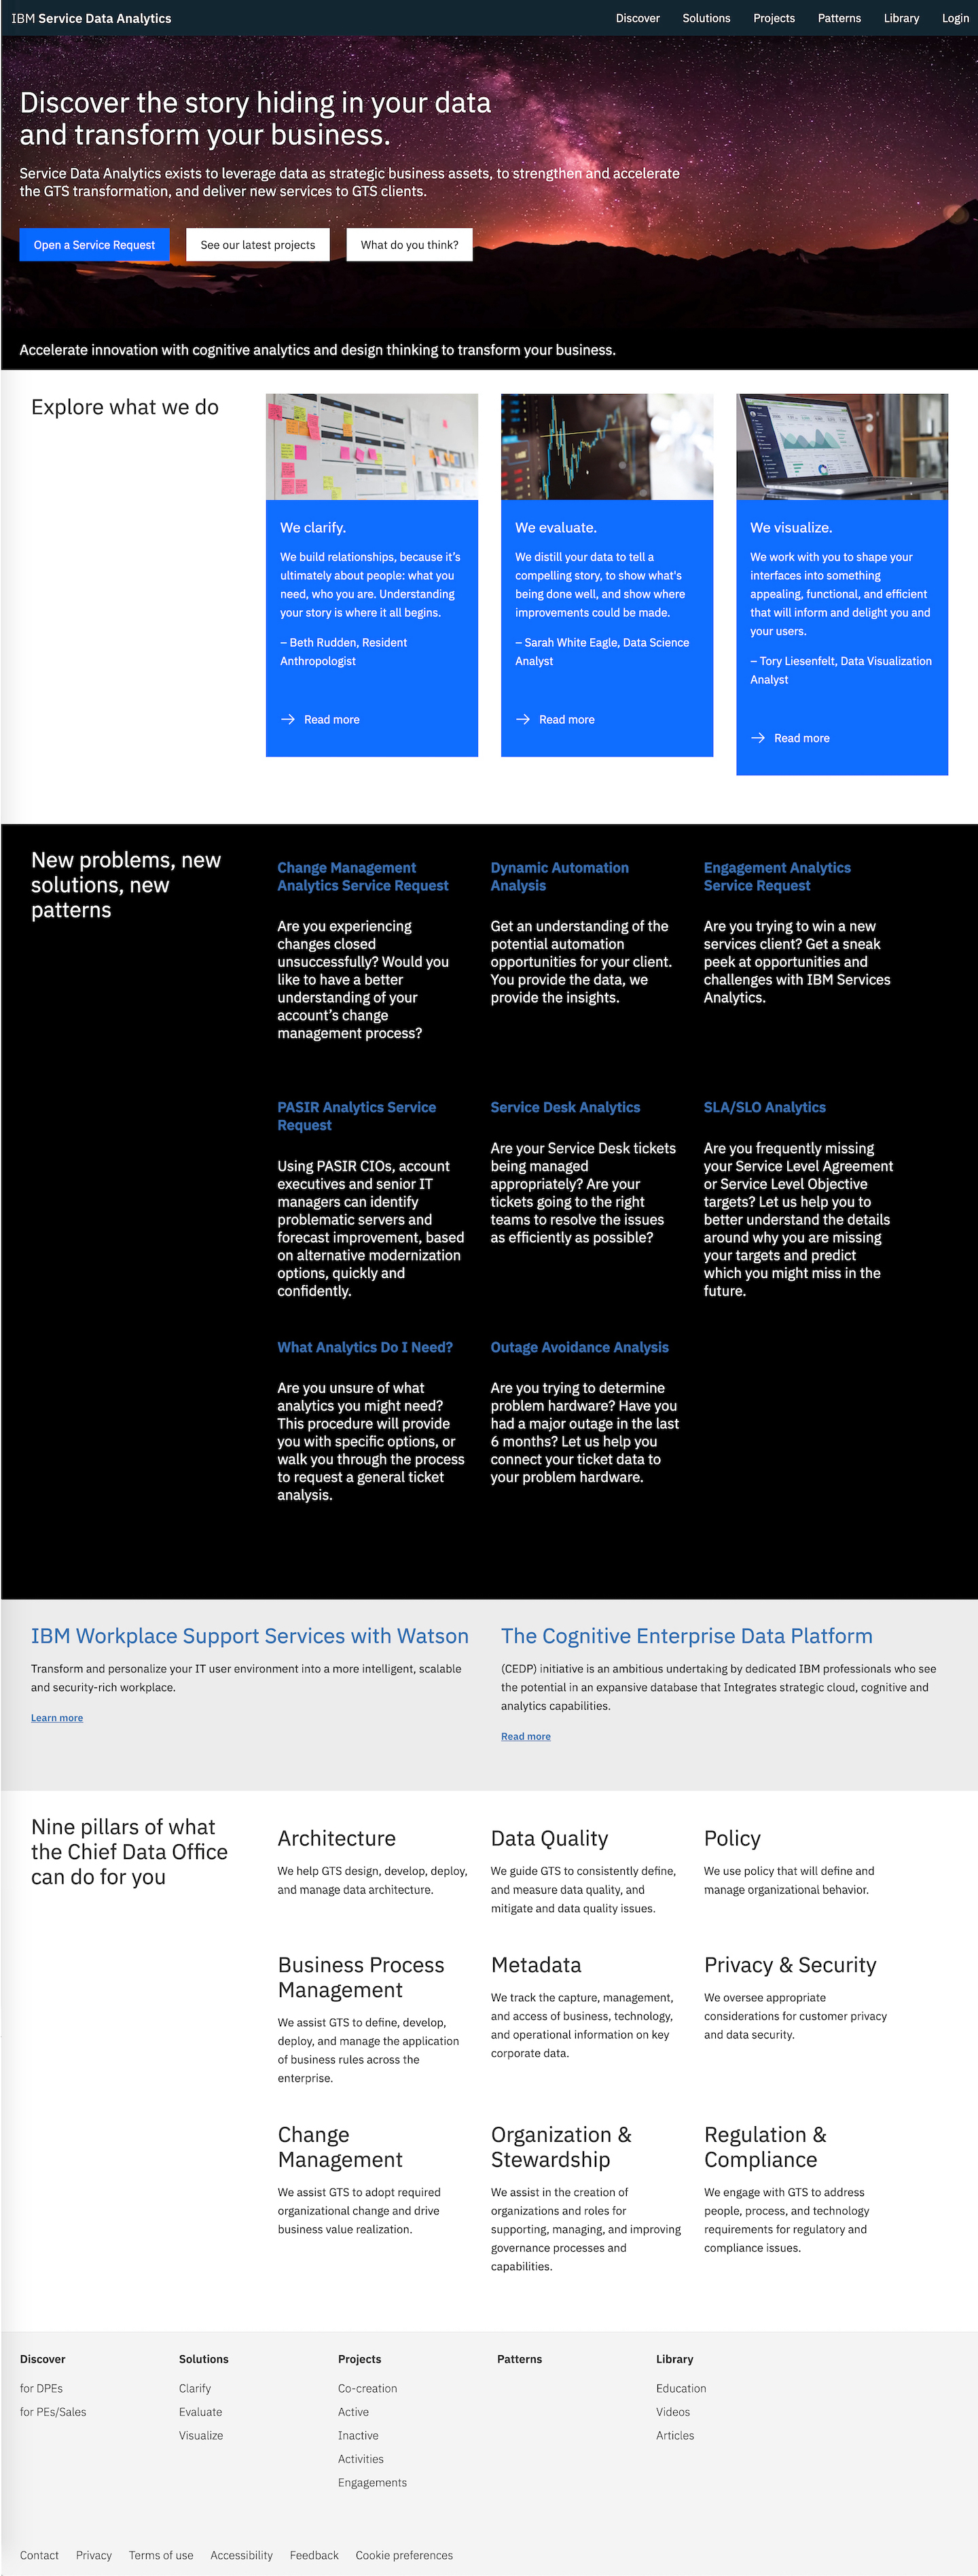 IBM Service Data Analytics
Discover
Solutions
Projects
Patterns
Library
Login
Discover the story hiding in your data
and transform your business.
Service Data Analytics exists to leverage data as strategic business assets, to strengthen and accelerate
the GTS transformation, and deliver new services to GTS clients.
Open a Service Request
See our latest projects
What do you think?
Accelerate innovation with cognitive analytics and design thinking to transform your business.
Explore what we do
We clarify.
We build relationships, because it’s
ultimately about people: what you
need, who you are. Understanding
your story is where it all begins.
– Beth Rudden, Resident
Anthropologist
Read more
We evaluate.
We distill your data to tell a
compelling story, to show what's
being done well, and show where
improvements could be made.
– Sarah White Eagle, Data Science
Analyst
Read more
We visualize.
We work with you to shape your
interfaces into something
appealing, functional, and efficient
that will inform and delight you and
your users.
– Tory Liesenfelt, Data Visualization
Analyst
Read more
New problems, new
solutions, new
patterns
Change Management
Analytics Service Request
Are you experiencing
changes closed
unsuccessfully? Would you
like to have a better
understanding of your
account’s change
management process?
Dynamic Automation
Analysis
Get an understanding of the
potential automation
opportunities for your client.
You provide the data, we
provide the insights.
Engagement Analytics
Service Request
Are you trying to win a new
services client? Get a sneak
peek at opportunities and
challenges with IBM Services
Analytics.
PASIR Analytics Service
Request
Using PASIR CIOs, account
executives and senior IT
managers can identify
problematic servers and
forecast improvement, based
on alternative modernization
options, quickly and
confidently.
Service Desk Analytics
Are your Service Desk tickets
being managed
appropriately? Are your
tickets going to the right
teams to resolve the issues
as efficiently as possible?
SLA/SLO Analytics
Are you frequently missing
your Service Level Agreement
or Service Level Objective
targets? Let us help you to
better understand the details
around why you are missing
your targets and predict
which you might miss in the
future.
What Analytics Do I Need?
Are you unsure of what
analytics you might need?
This procedure will provide
you with specific options, or
walk you through the process
to request a general ticket
analysis.
Outage Avoidance Analysis
Are you trying to determine
problem hardware? Have you
had a major outage in the last
6 months? Let us help you
connect your ticket data to
your problem hardware.
IBM Workplace Support Services with Watson
Transform and personalize your IT user environment into a more intelligent, scalable
and security-rich workplace.
Learn more
The Cognitive Enterprise Data Platform
(CEDP) initiative is an ambitious undertaking by dedicated IBM professionals who see
the potential in an expansive database that Integrates strategic cloud, cognitive and
analytics capabilities.
Read more
Nine pillars of what
the Chief Data Office
can do for you
Architecture
We help GTS design, develop, deploy,
and manage data architecture.
Data Quality
We guide GTS to consistently define,
and measure data quality, and
mitigate and data quality issues.
Policy
We use policy that will define and
manage organizational behavior.
Business Process
Management
We assist GTS to define, develop,
deploy, and manage the application
of business rules across the
enterprise.
Metadata
We track the capture, management,
and access of business, technology,
and operational information on key
corporate data.
Privacy & Security
We oversee appropriate
considerations for customer privacy
and data security.
Change
Management
We assist GTS to adopt required
organizational change and drive
business value realization.
Organization &
Stewardship
We assist in the creation of
organizations and roles for
supporting, managing, and improving
governance processes and
capabilities.
Regulation &
Compliance
We engage with GTS to address
people, process, and technology
requirements for regulatory and
compliance issues.
Discover
for DPEs
for PEs/Sales
Solutions
Clarify
Evaluate
Visualize
Projects
Co-creation
Active
Inactive
Activities
Engagements
Patterns
Library
Education
Videos
Articles
Contact
Privacy
Terms of use
Accessibility
Feedback
Cookie preferences